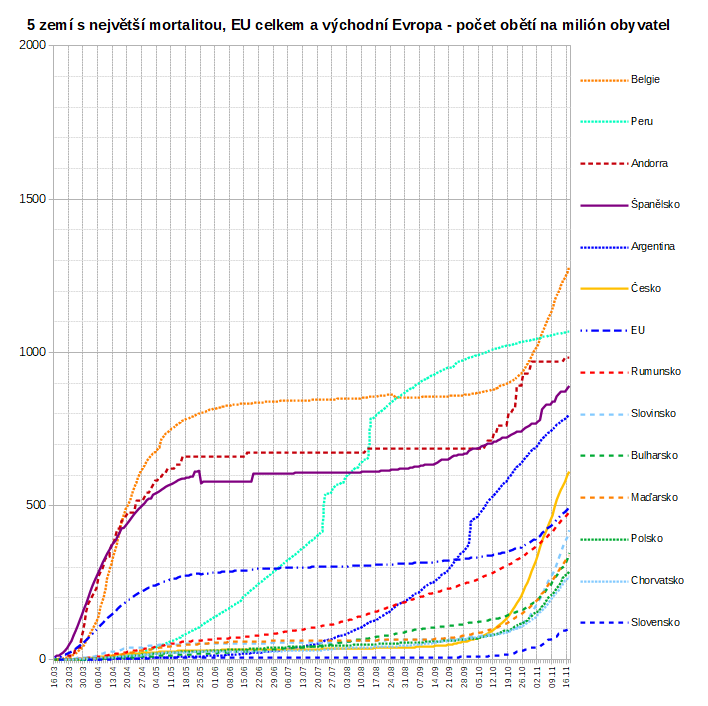 5 zemí s největší mortalitou, EU celkem a východní Evropa - počet obětí na milión obyvatel
2000
1500
1000
500
0
Belgie
Peru
Andorra
Španělsko
Argentina
Česko
EU
Rumunsko
Slovinsko
Bulharsko
Maďarsko
Polsko
Chorvatsko
Slovensko
16.03
23.03
30.03
06.04
13.04
20.04
27.04
04.05
11.05
18.05
25.05
01.06
08.06
15.06
22.06
29.06
06.07
13.07
20.07
27.07
03.08
10.08
17.08
24.08
31.08
07.09
14.09
21.09
28.09
05.10
12.10
19.10
26.10
02.11
09.11
16.11